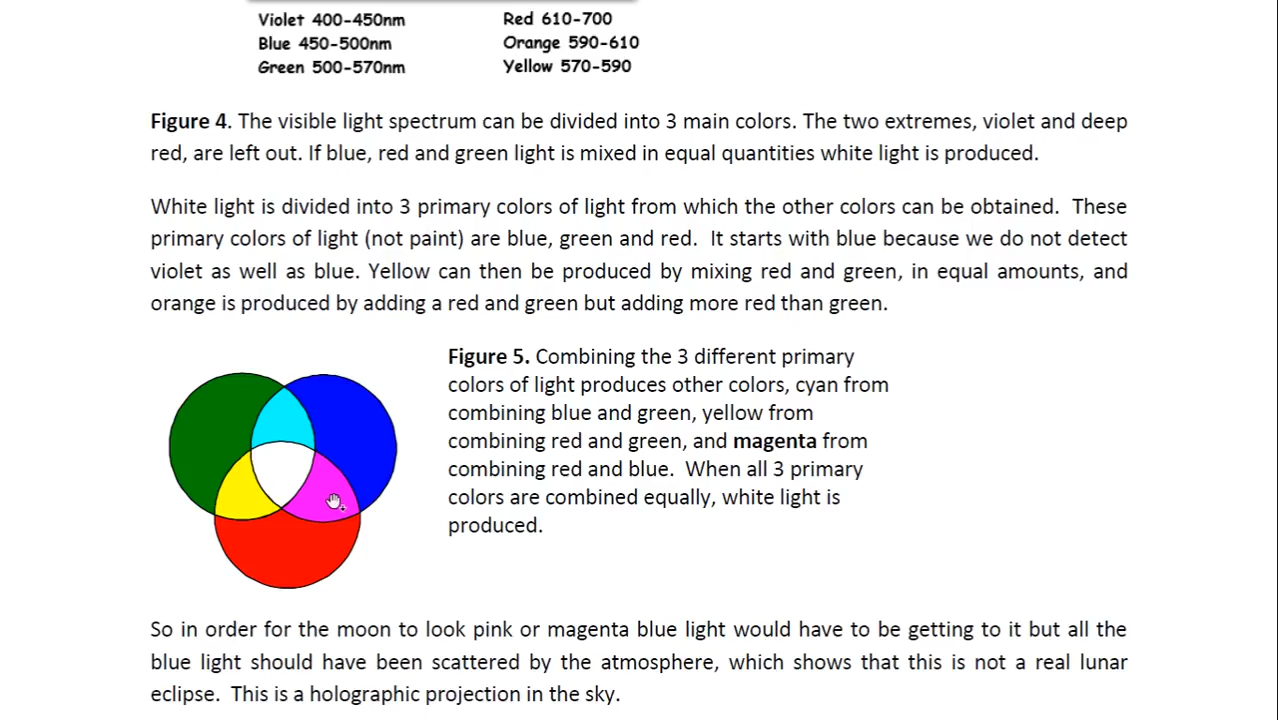 Violet 400-450nm Red 610-700
Blue 450-500nm Orange 590-610
Green 500-570nm Yellow 570-590
Figure 4. The visible light spectrum can be divided into 3 main colors. The two extremes, violet and deep
red, are left out. If blue, red and green light is mixed in equal quantities white light is produced.
White light is divided into 3 primary colors of light from which the other colors can be obtained. These
primary colors of light (not paint) are blue, green and red. It starts with blue because we do not detect
violet as well as blue. Yellow can then be produced by mixing red and green, in equal amounts, and
orange is produced by adding a red and green but adding more red than green.
Figure 5. Combining the 3 different primary
colors of light produces other colors, cyan from
combining blue and green, yellow from
combining red and green, and magenta from
combining red and blue. When all 3 primary
colors are combined equally, white light is
produced.
So in order for the moon to look pink or magenta blue light would have to be getting to it but all the
blue light should have been scattered by the atmosphere, which shows that this is not a real lunar
eclipse. This is a holographic projection in the sky.